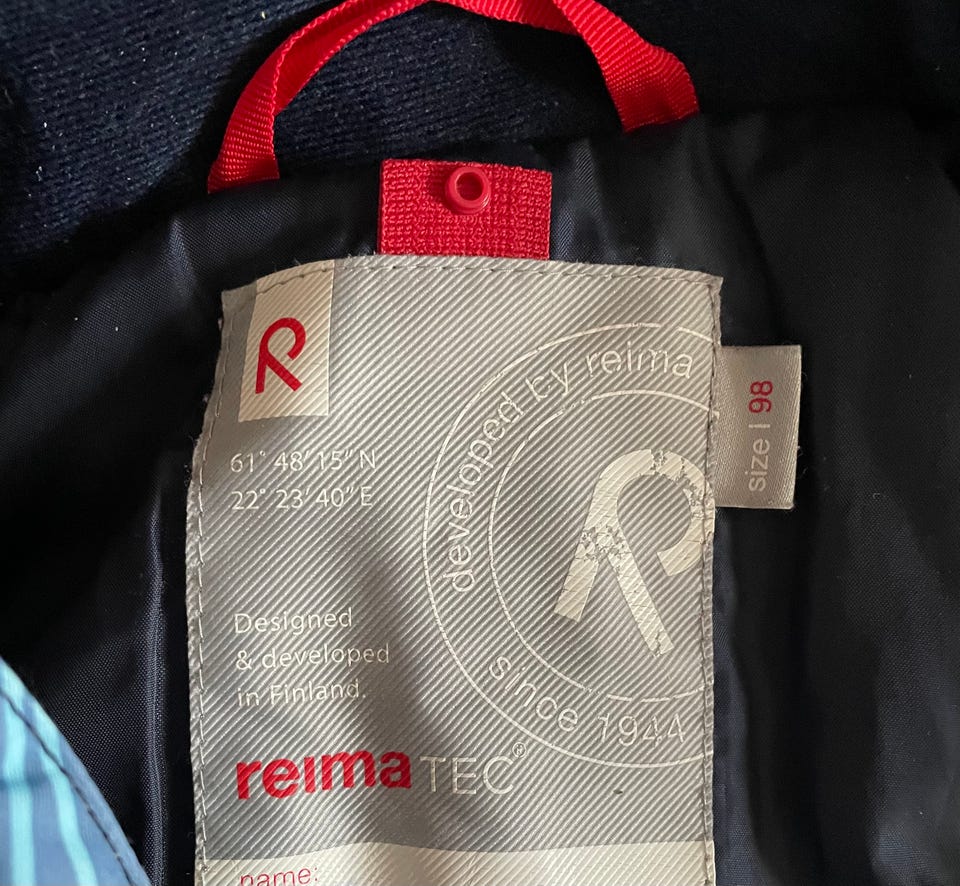 61° 48' 15" N
22° 23' 40" E
developed by reima
since 1944
Designed
& developed
in Finland.
reima TEC®
name:
size | 98